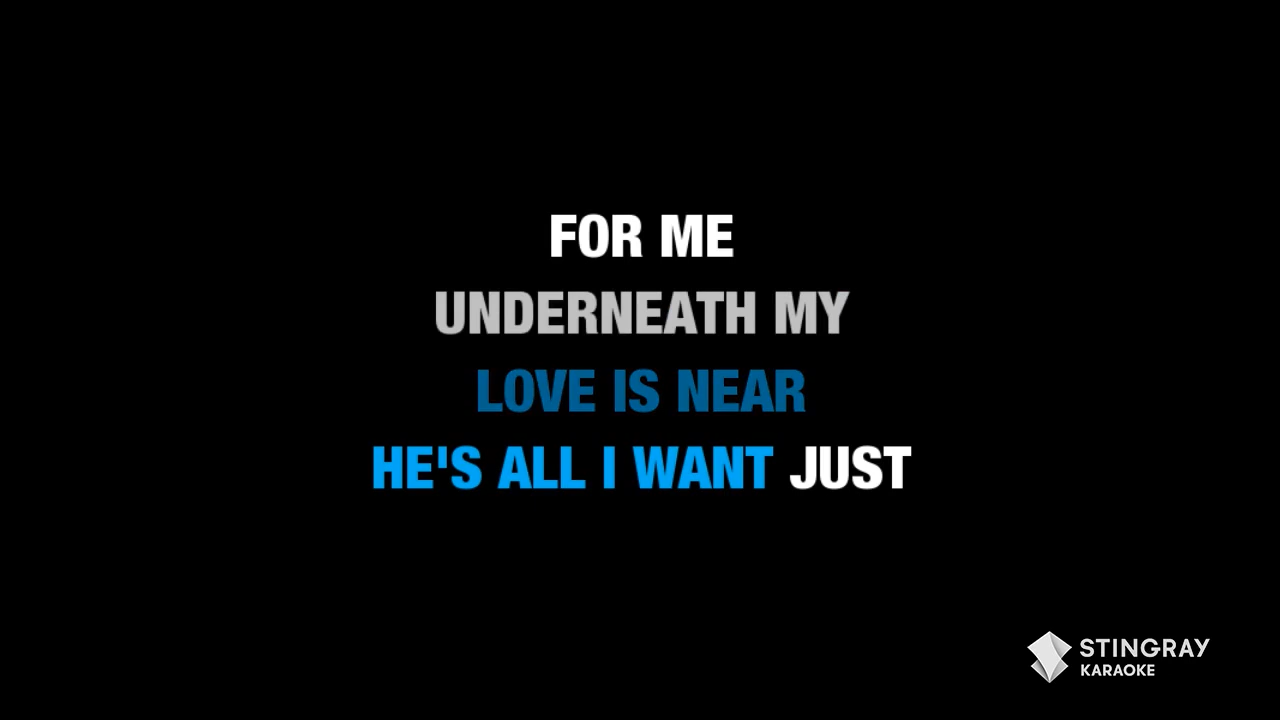 FOR ME
UNDERNEATH MY
LOVE IS NEAR
HE'S ALL I WANT JUST
STINGRAY
KARAOKE